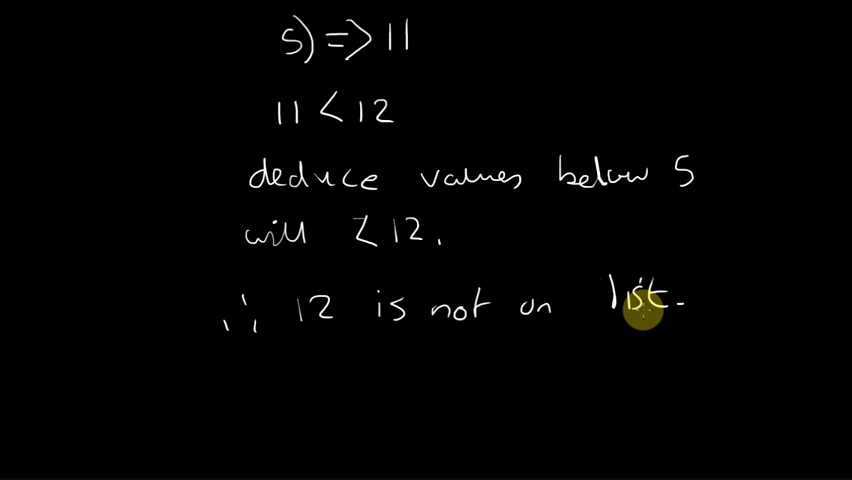 5) => 11
11 < 12
deduce values below 5
will < 12.
∴ 12 is not on list.